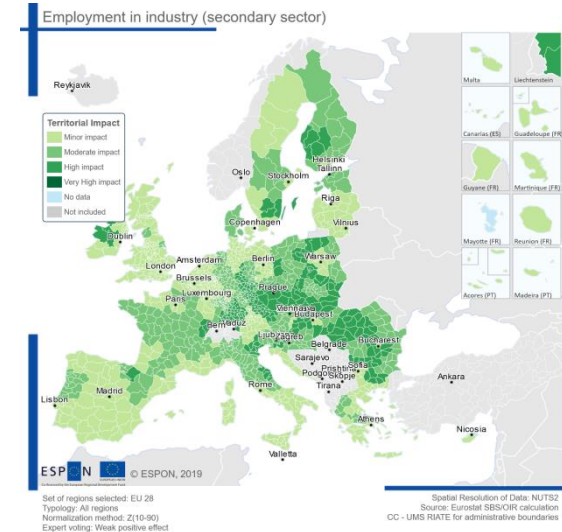 Employment in industry (secondary sector)
Reykjavik
Malta
Liechtenstein
Territorial Impact
Minor impact
Moderate impact
High impact
Very High impact
No data
Not included
Canarias (ES)
Guadeloupe (FR)
Helsinki
Oslo
Tallinn
Stockholm
Riga
Guyane (FR)
Martinique (FR)
Dublin
Copenhagen
Vilnius
Amsterdam
Berlin
Warsaw
London
Brussels
Prague
Mayotte (FR)
Reunion (FR)
Luxembourg
Paris
Vienna
Budapest
Bern
Vaduz
Acores (PT)
Madeira (PT)
Ljubljana
Zagreb
Belgrade
Bucharest
Sarajevo
Prishtina
Sofia
Podgorica
Skopje
Madrid
Rome
Tirana
Ankara
Lisbon
Athens
Nicosia
Valletta
ESPON
© ESPON, 2019
Set of regions selected: EU 28
Typology: All regions
Normalization method: Z(10-90)
Expert voting: Weak positive effect
Spatial Resolution of Data: NUTS2
Source: Eurostat SBS/OIR calculation
CC - UMS RIATE for administrative boundaries